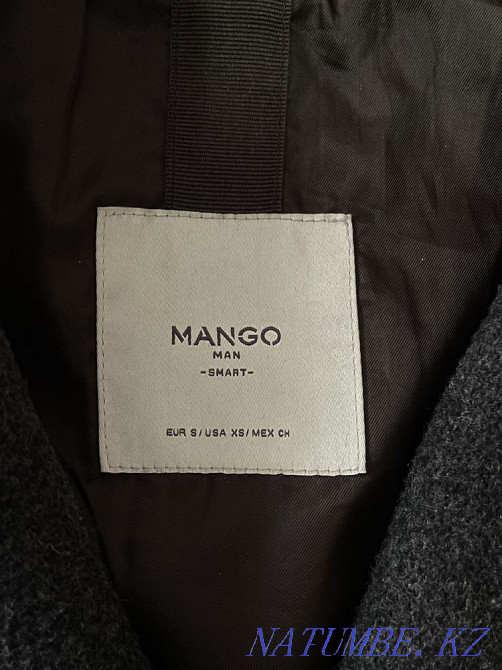 MANGO
MAN
-SMART-
EUR S/USA XS/MEX CH
NATUMBE.KZ